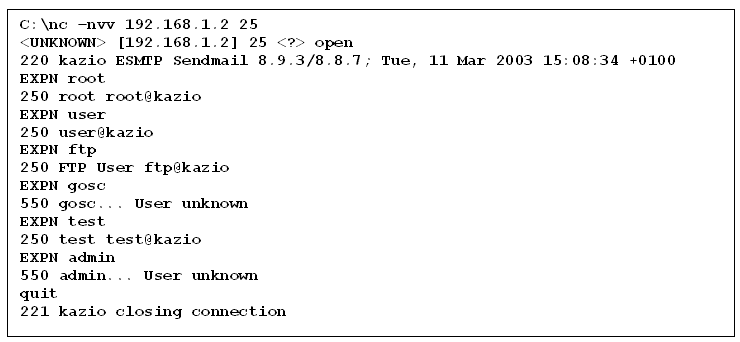 C:\nc -nvv 192.168.1.2 25
<UNKNOWN> [192.168.1.2] 25 <?> open
220 kazio ESMTP Sendmail 8.9.3/8.8.7; Tue, 11 Mar 2003 15:08:34 +0100
EXPN root
250 root root@kazio
EXPN user
250 user@kazio
EXPN ftp
250 FTP User ftp@kazio
EXPN gosc
550 gosc... User unknown
EXPN test
250 test test@kazio
EXPN admin
550 admin... User unknown
quit
221 kazio closing connection